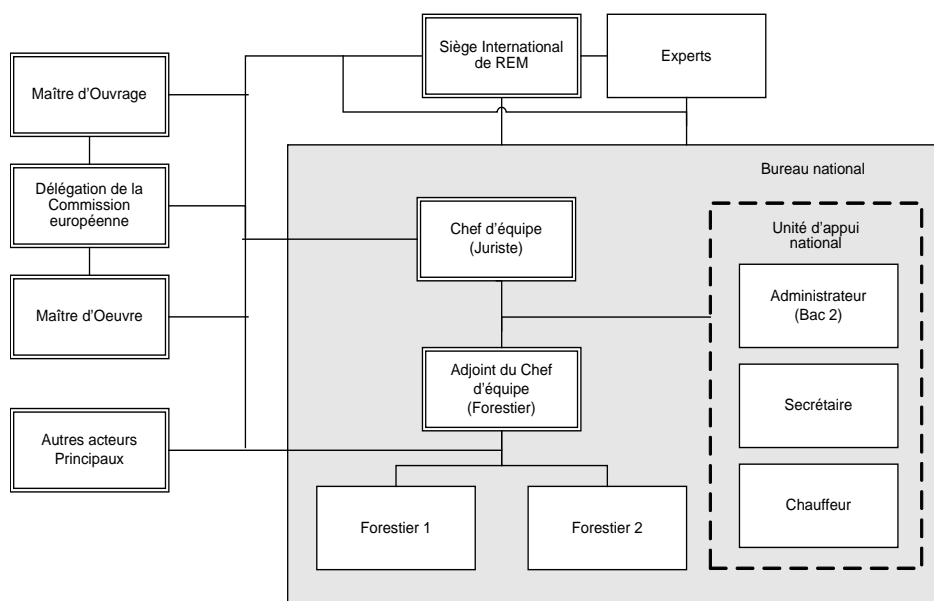 Siège International
de REM
Experts
Maître d'Ouvrage
Délégation de la
Commission
européenne
Maître d'Oeuvre
Autres acteurs
Principaux
Bureau national
Chef d'équipe
(Juriste)
Adjoint du Chef
d'équipe
(Forestier)
Forestier 1
Forestier 2
Unité d'appui
national
Administrateur
(Bac 2)
Secrétaire
Chauffeur